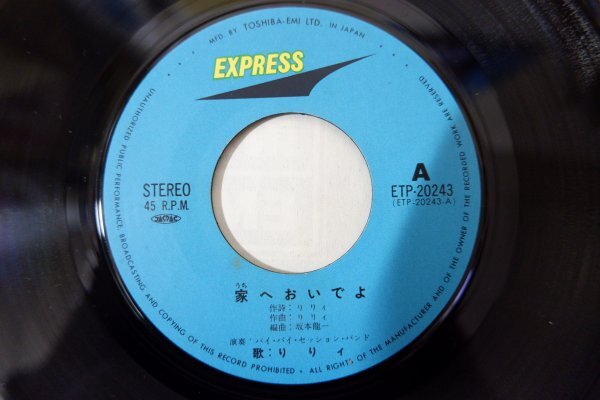 MFD. BY TOSHIBA-EMI LTD. IN JAPAN
EXPRESS
STEREO
45 R.P.M.
A
ETP-20243
(ETP-20243-A)
うち
家へおいでよ
作詩:りりィ
作曲:りりィ
編曲:坂本龍一
演奏:バイ・バイ・セッション・バンド
歌:りりィ
UNAUTHORIZED PUBLIC PERFORMANCE, BROADCASTING AND COPYING OF THIS RECORD PROHIBITED • ALL RIGHTS OF THE MANUFACTURER AND OF THE OWNER OF THE RECORDED WORK ARE RESERVED